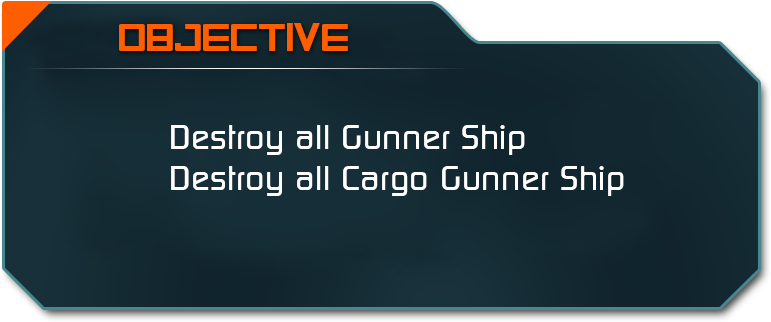 OBJECTIVE
Destroy all Gunner Ship
Destroy all Cargo Gunner Ship